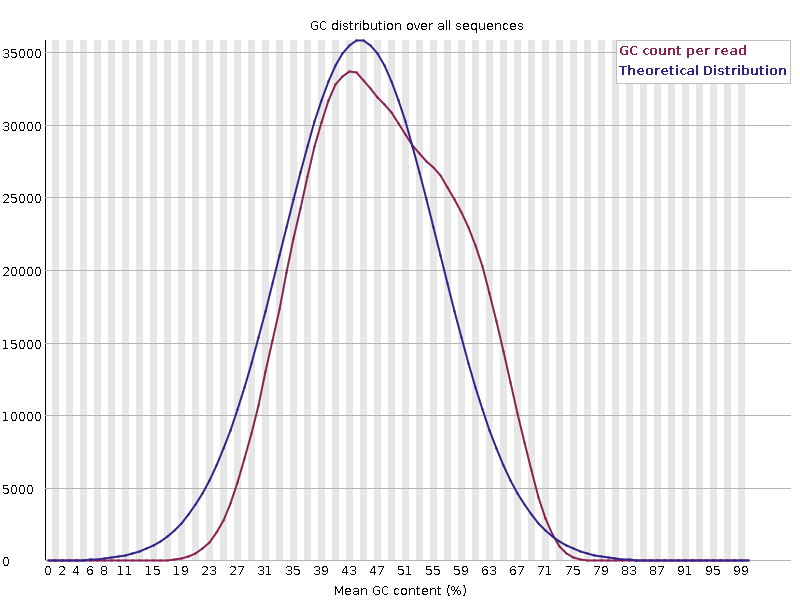 GC distribution over all sequences
GC count per read
Theoretical Distribution
35000
30000
25000
20000
15000
10000
5000
0
0 2 4 6 8 11 15 19 23 27 31 35 39 43 47 51 55 59 63 67 71 75 79 83 87 91 95 99
Mean GC content (%)